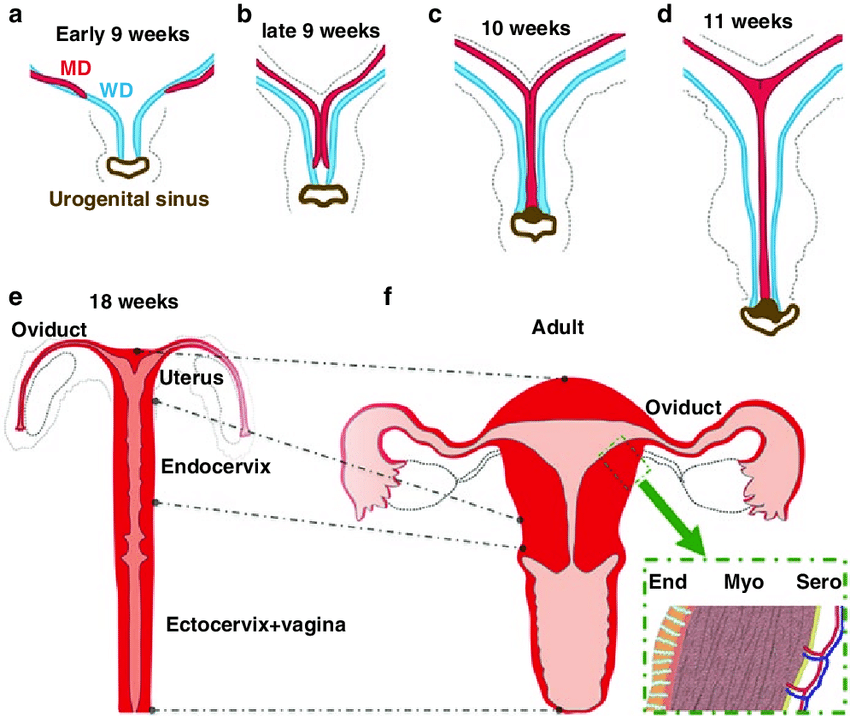 a
Early 9 weeks
MD
WD
Urogenital sinus
b
late 9 weeks
c
10 weeks
d
11 weeks
e
18 weeks
Oviduct
Uterus
Endocervix
Ectocervix+vagina
f
Adult
Oviduct
End Myo Sero